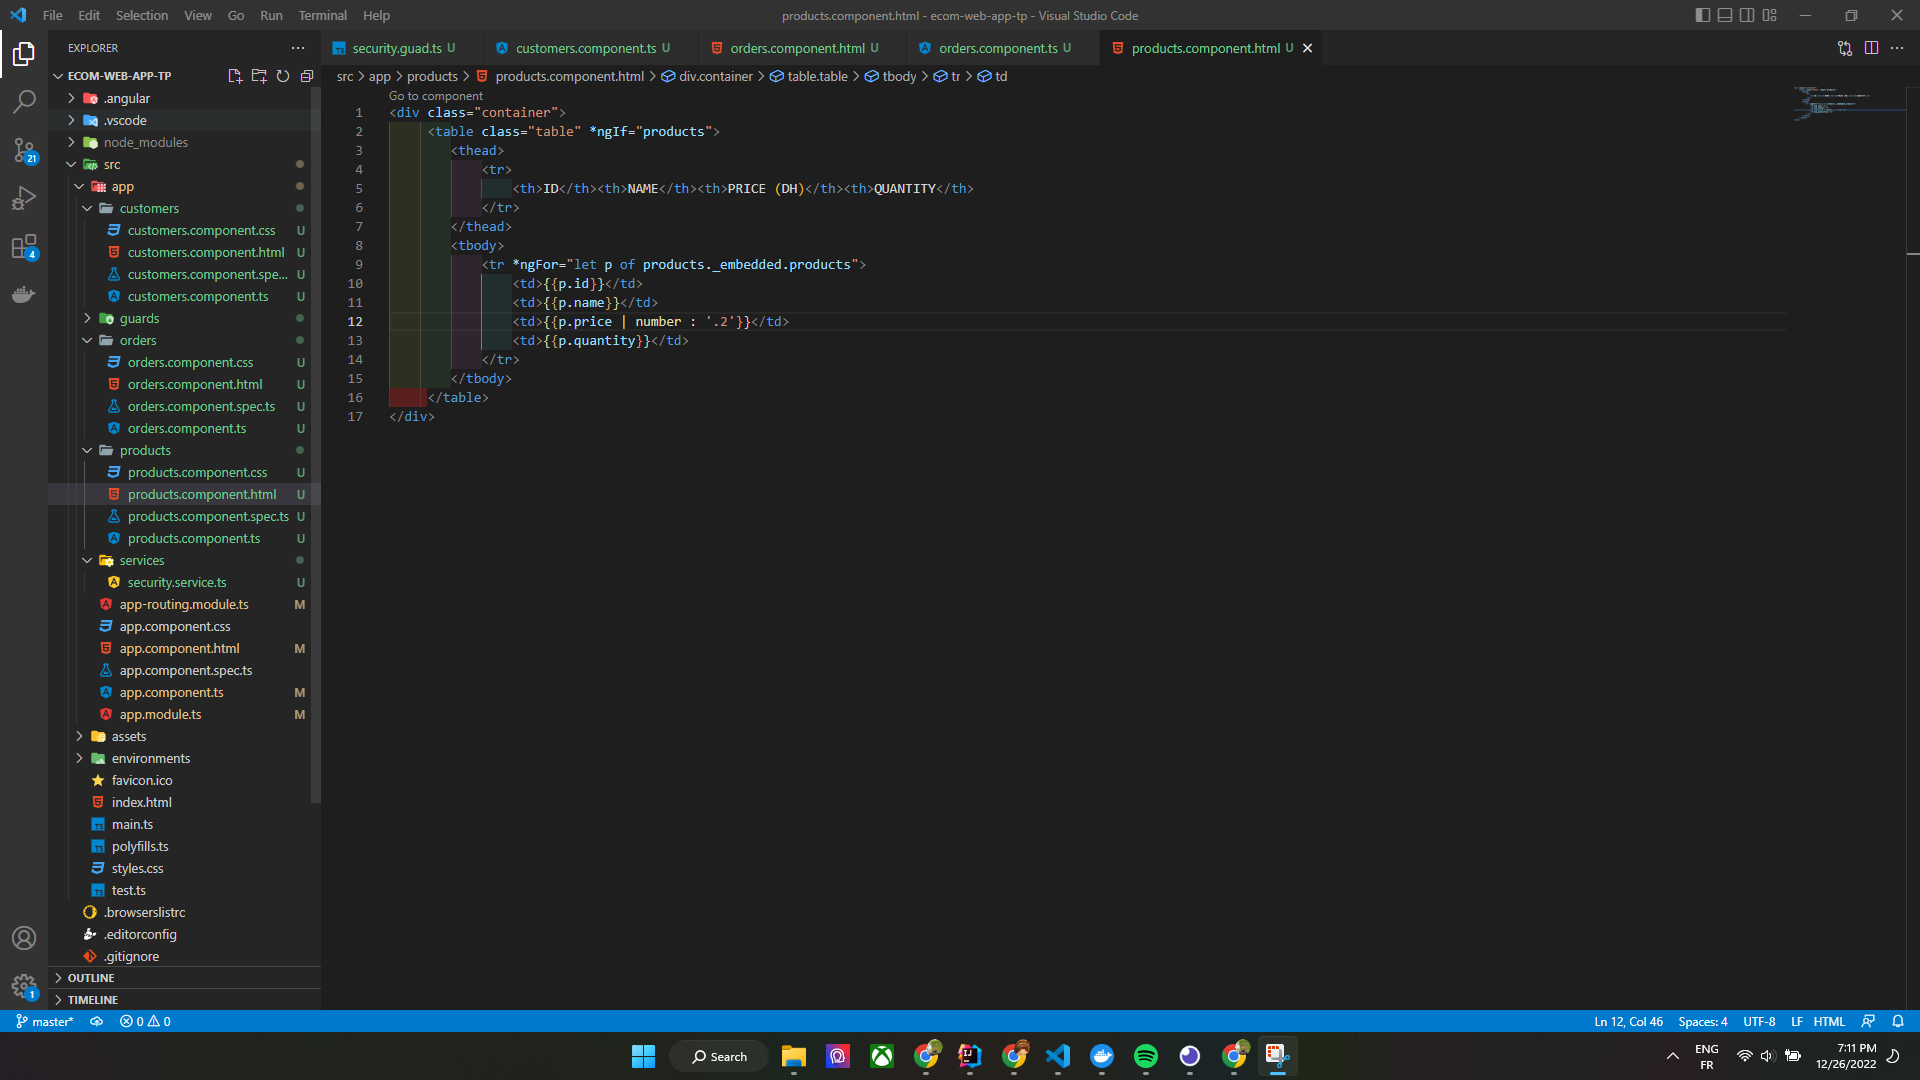 File Edit Selection View Go Run Terminal Help
products.component.html - ecom-web-app-tp - Visual Studio Code
EXPLORER
security.guad.ts U
customers.component.ts U
orders.component.html U
orders.component.ts U
products.component.html U
ECOM-WEB-APP-TP
src > app > products > products.component.html > div.container > table.table > tbody > tr > td
.angular
.vscode
node_modules
src
app
customers
customers.component.css U
customers.component.html U
customers.component.spe... U
customers.component.ts U
guards
orders
orders.component.css U
orders.component.html U
orders.component.spec.ts U
orders.component.ts U
products
products.component.css U
products.component.html U
products.component.spec.ts U
products.component.ts U
services
security.service.ts U
app-routing.module.ts M
app.component.css
app.component.html M
app.component.spec.ts
app.component.ts M
app.module.ts M
assets
environments
favicon.ico
index.html
main.ts
polyfills.ts
styles.css
test.ts
.browserslistrc
.editorconfig
.gitignore
OUTLINE
TIMELINE
21
4
1
Go to component
1 <div class="container">
2 <table class="table" *ngIf="products">
3 <thead>
4 <tr>
5 <th>ID</th><th>NAME</th><th>PRICE (DH)</th><th>QUANTITY</th>
6 </tr>
7 </thead>
8 <tbody>
9 <tr *ngFor="let p of products._embedded.products">
10 <td>{{p.id}}</td>
11 <td>{{p.name}}</td>
12 <td>{{p.price | number : '.2'}}</td>
13 <td>{{p.quantity}}</td>
14 </tr>
15 </tbody>
16 </table>
17 </div>
master* 0 0
Ln 12, Col 46 Spaces: 4 UTF-8 LF HTML
Search
ENG
FR
7:11 PM
12/26/2022